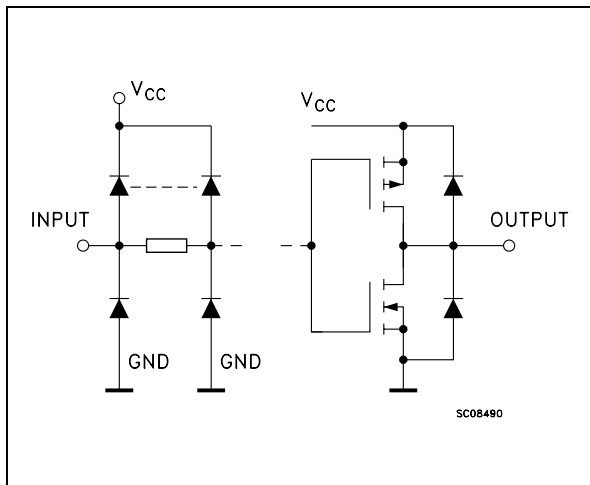 VCC
VCC
INPUT
OUTPUT
GND
GND
SC08490